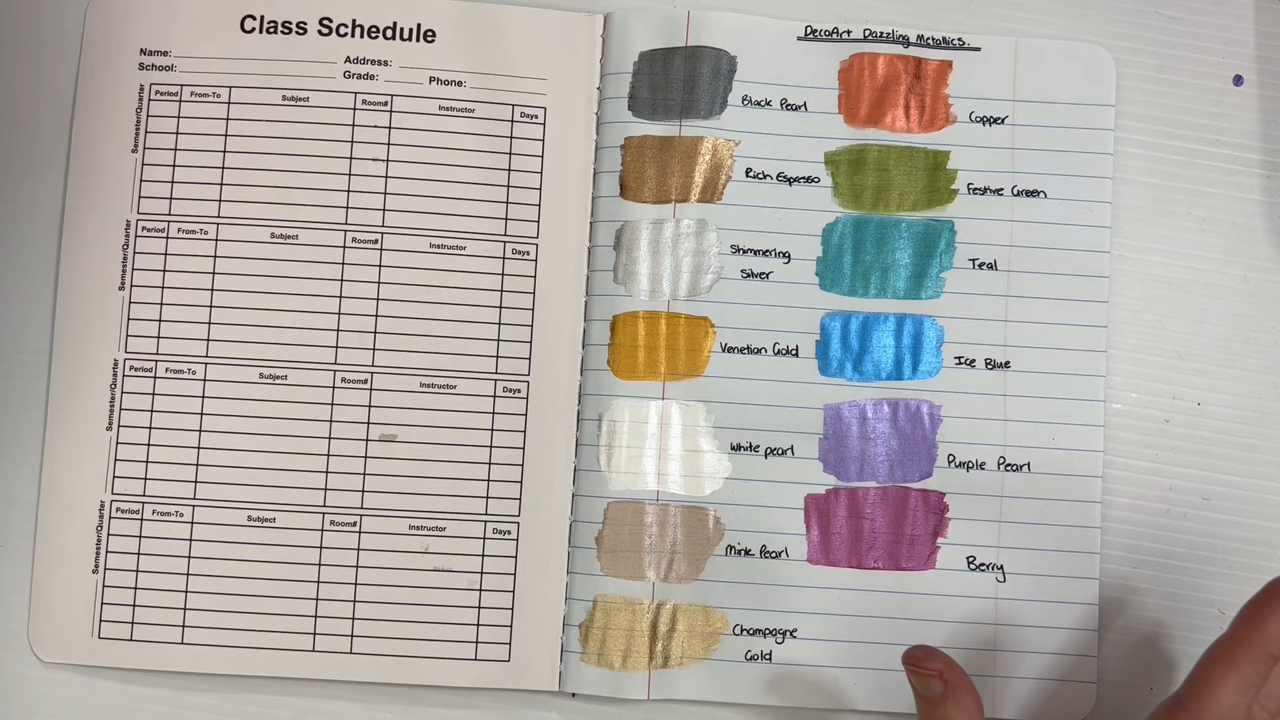 Class Schedule
Name:
Address:
School:
Grade:
Phone:
Semester/Quarter
Period From-To Subject Room# Instructor Days
Semester/Quarter
Period From-To Subject Room# Instructor Days
Semester/Quarter
Period From-To Subject Room# Instructor Days
Semester/Quarter
Period From-To Subject Room# Instructor Days
DecoArt Dazzling Metallics.
Black Pearl
Rich Espresso
Shimmering
Silver
Venetian Gold
White pearl
Mink Pearl
Champagne
Gold
Copper
Festive Green
Teal
Ice Blue
Purple Pearl
Berry